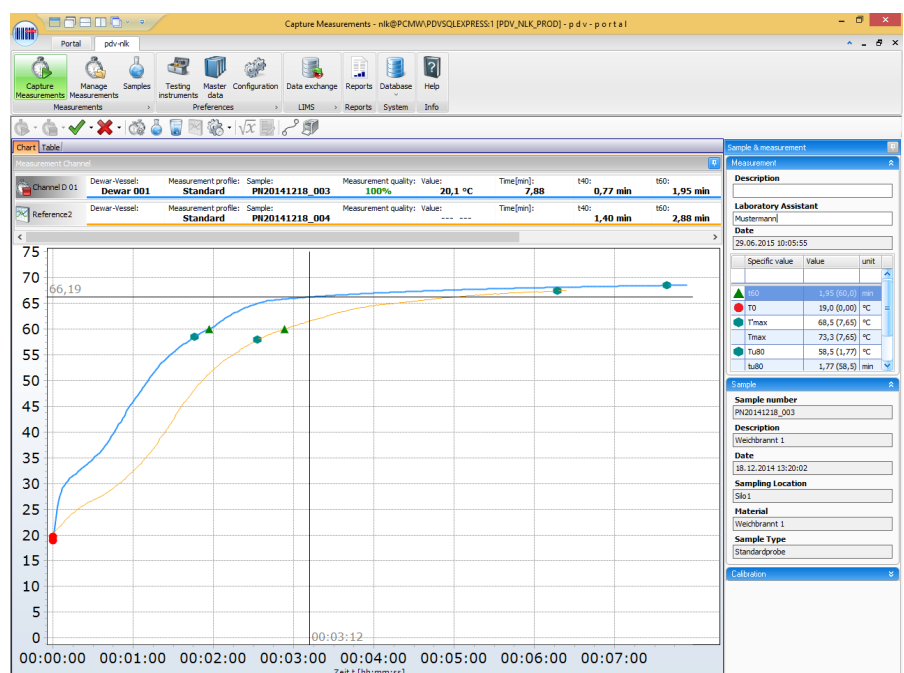 Capture Measurements - nlk@PCMW\PDVSQLEXPRESS:1 [PDV_NLK_PROD] - p d v - p o r t a l
Portal pdv-nlk
Capture Measurements Manage Measurements Samples Testing instruments Master data Configuration Data exchange Reports Database Help
Measurements Preferences LIMS Reports System Info
Chart Table
Measurement Channel
Channel D 01 Dewar-Vessel: Measurement profile: Sample: Measurement quality: Value: Time[min]: t40: t60:
Dewar 001 Standard PN20141218_003 100% 20,1 °C 7,88 0,77 min 1,95 min
Reference2 Dewar-Vessel: Measurement profile: Sample: Measurement quality: Value: Time[min]: t40: t60:
Standard PN20141218_004 --- --- 1,40 min 2,88 min
75
70
66,19
65
60
55
50
45
40
35
30
25
20
15
10
5
0
00:03:12
00:00:00 00:01:00 00:02:00 00:03:00 00:04:00 00:05:00 00:06:00 00:07:00
Zeit t [hh:mm:ss]
Sample & measurement
Measurement
Description
Laboratory Assistant
Mustermann
Date
29.06.2015 10:05:55
Specific value Value unit
t60 1,95 (60,0) min
T0 19,0 (0,00) °C
T'max 68,5 (7,65) °C
Tmax 73,3 (7,65) °C
Tu80 58,5 (1,77) °C
tu80 1,77 (58,5) min
Sample
Sample number
PN20141218_003
Description
Weichbrannt 1
Date
18.12.2014 13:20:02
Sampling Location
Silo1
Material
Weichbrannt 1
Sample Type
Standardprobe
Calibration